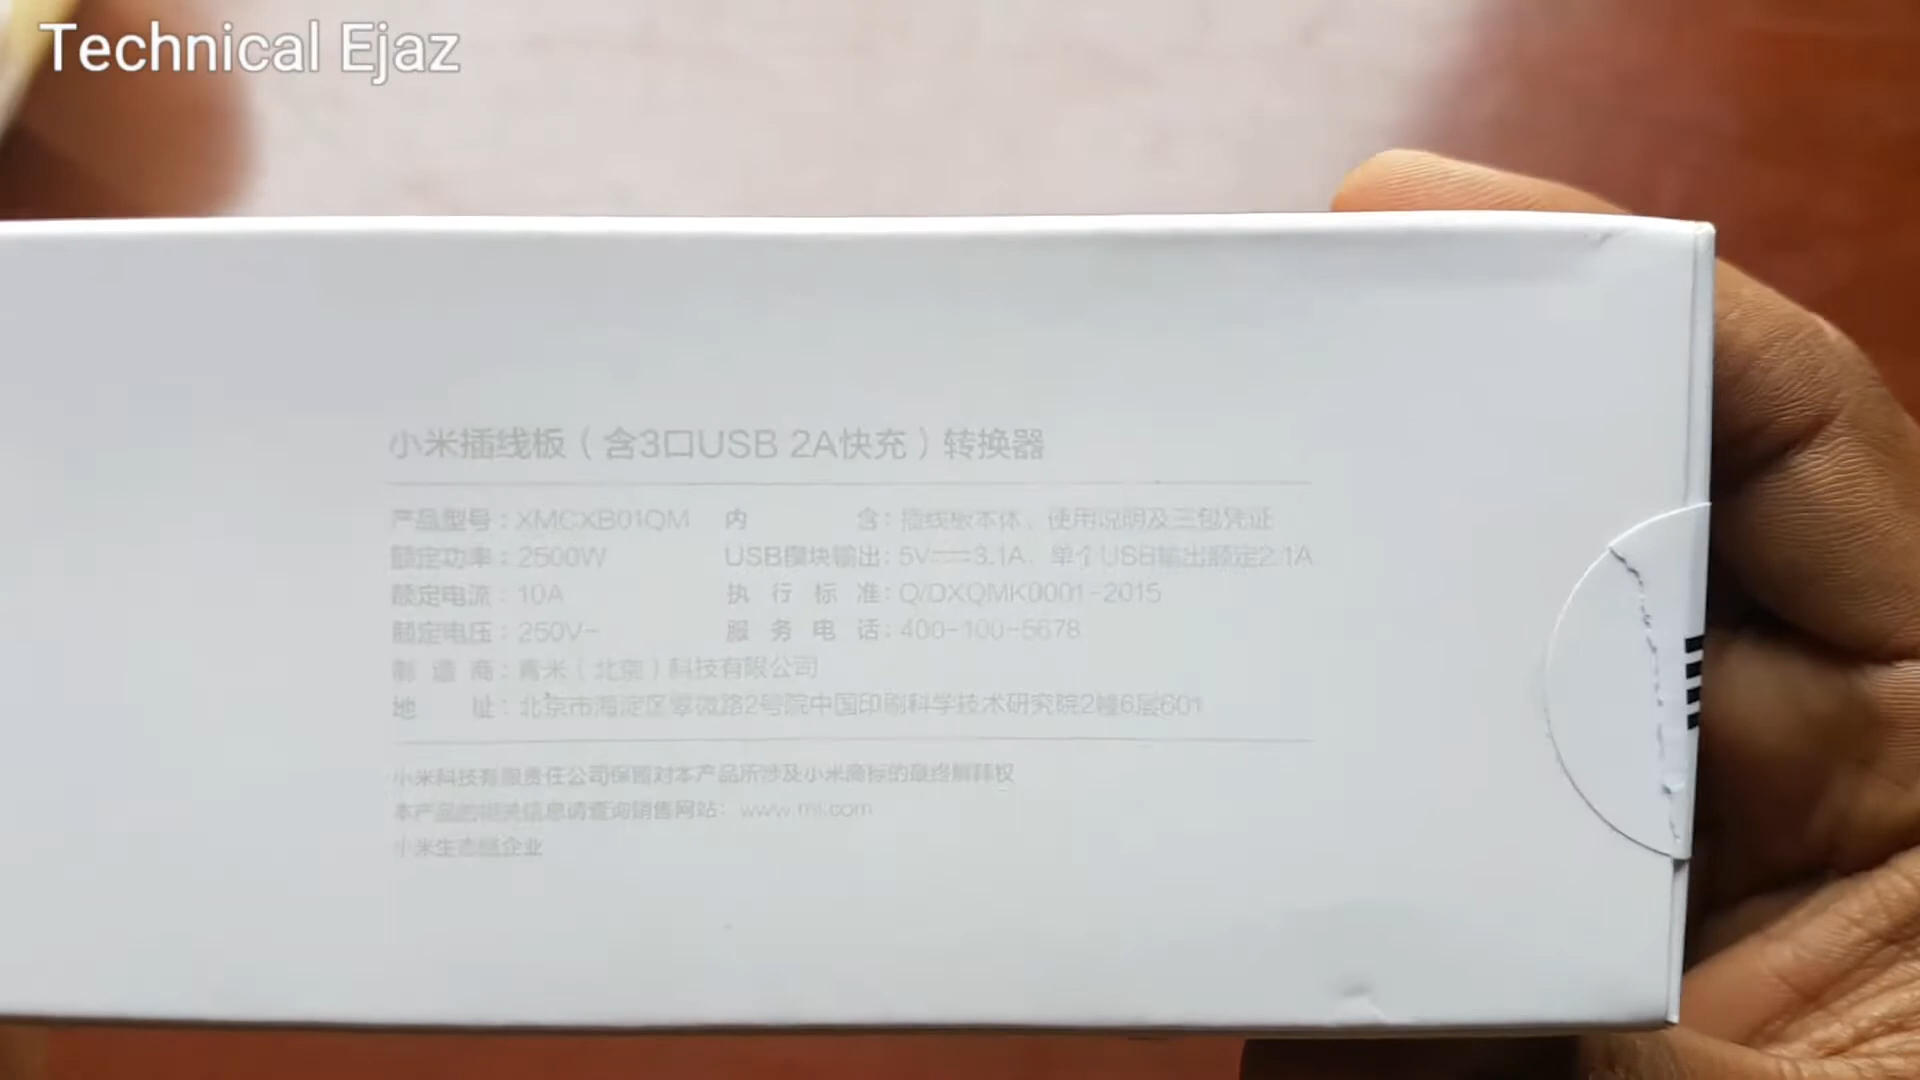 Technical Ejaz
小米插线板（含3口USB 2A快充）转换器
产品型号：XMCXB01QM 内 含：插线板本体、使用说明及三包凭证
额定功率：2500W USB模块输出：5V⎓3.1A，单个USB输出额定2.1A
额定电流：10A 执行标准：Q/DXQMK0001-2015
额定电压：250V~ 服务电话：400-100-5678
制造商：青米（北京）科技有限公司
地 址：北京市海淀区翠微路2号院中国印刷科学技术研究院2幢6层601
小米科技有限责任公司保留对本产品所涉及小米商标的最终解释权
本产品的相关信息请查询销售网站：www.mi.com
小米生态链企业